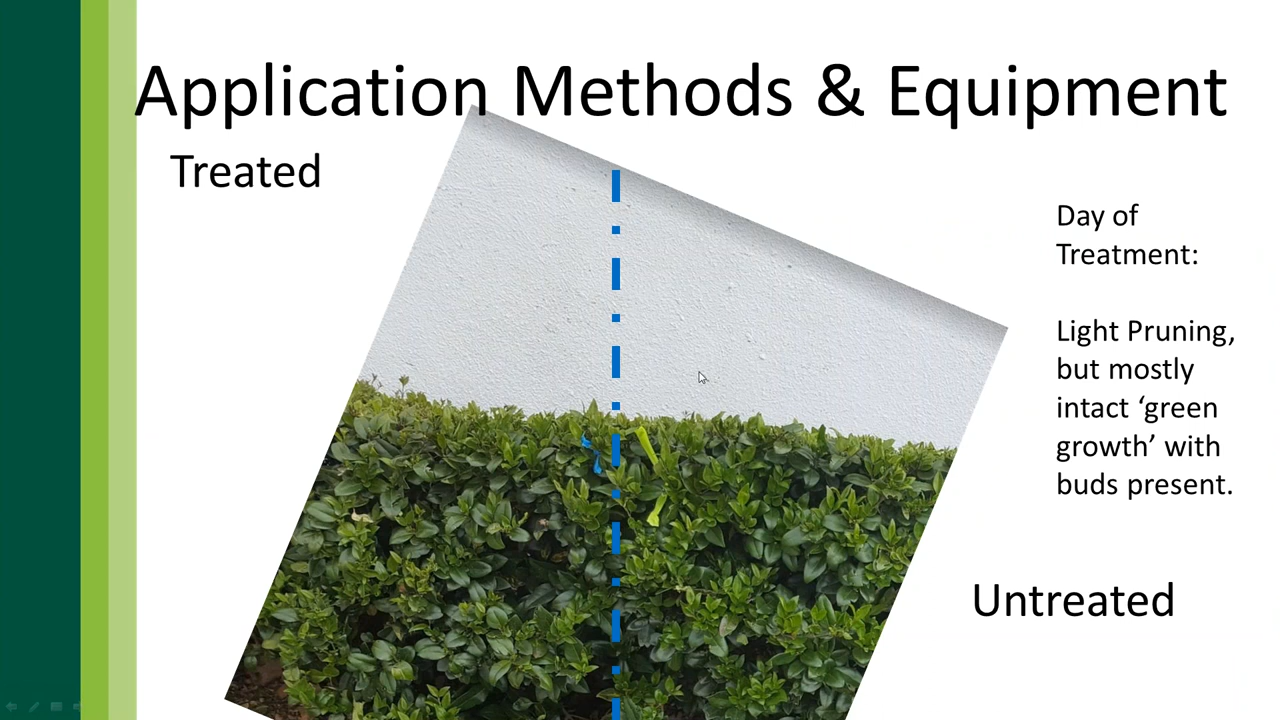 Application Methods & Equipment
Treated
Day of
Treatment:
Light Pruning,
but mostly
intact ‘green
growth’ with
buds present.
Untreated